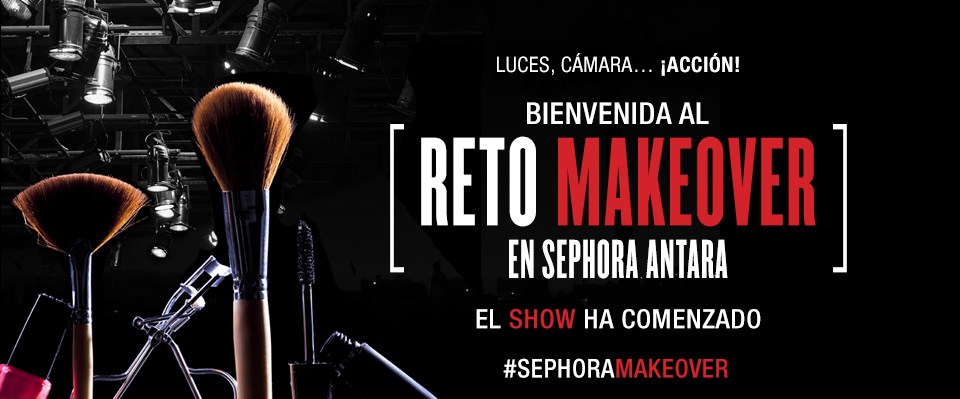 LUCES, CÁMARA... ¡ACCIÓN!
BIENVENIDA AL
RETO MAKEOVER
EN SEPHORA ANTARA
EL SHOW HA COMENZADO
#SEPHORAMAKEOVER